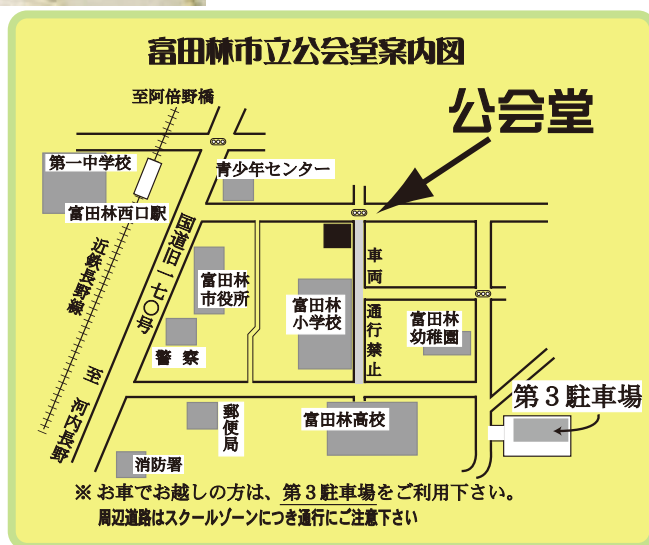 富田林市立公会堂案内図
至阿倍野橋
公会堂
第一中学校
青少年センター
富田林西口駅
国道旧一七〇号
近鉄長野線
富田林
市役所
富田林
小学校
車両通行禁止
富田林
幼稚園
警察
至 河内長野
第3駐車場
郵便局
富田林高校
消防署
※ お車でお越しの方は、第3駐車場をご利用下さい。
周辺道路はスクールゾーンにつき通行にご注意下さい